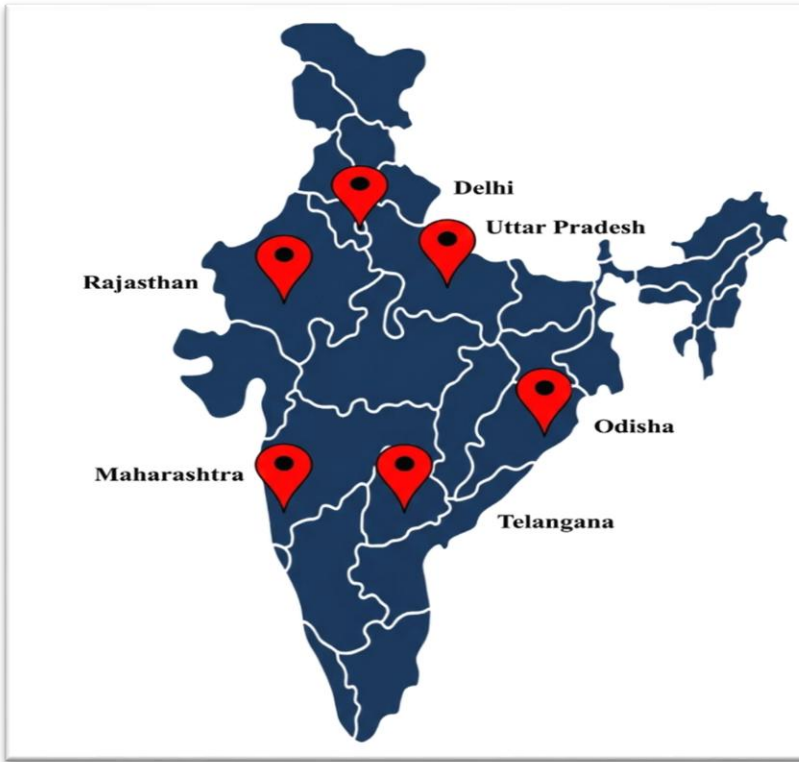 Delhi
Uttar Pradesh
Rajasthan
Odisha
Maharashtra
Telangana